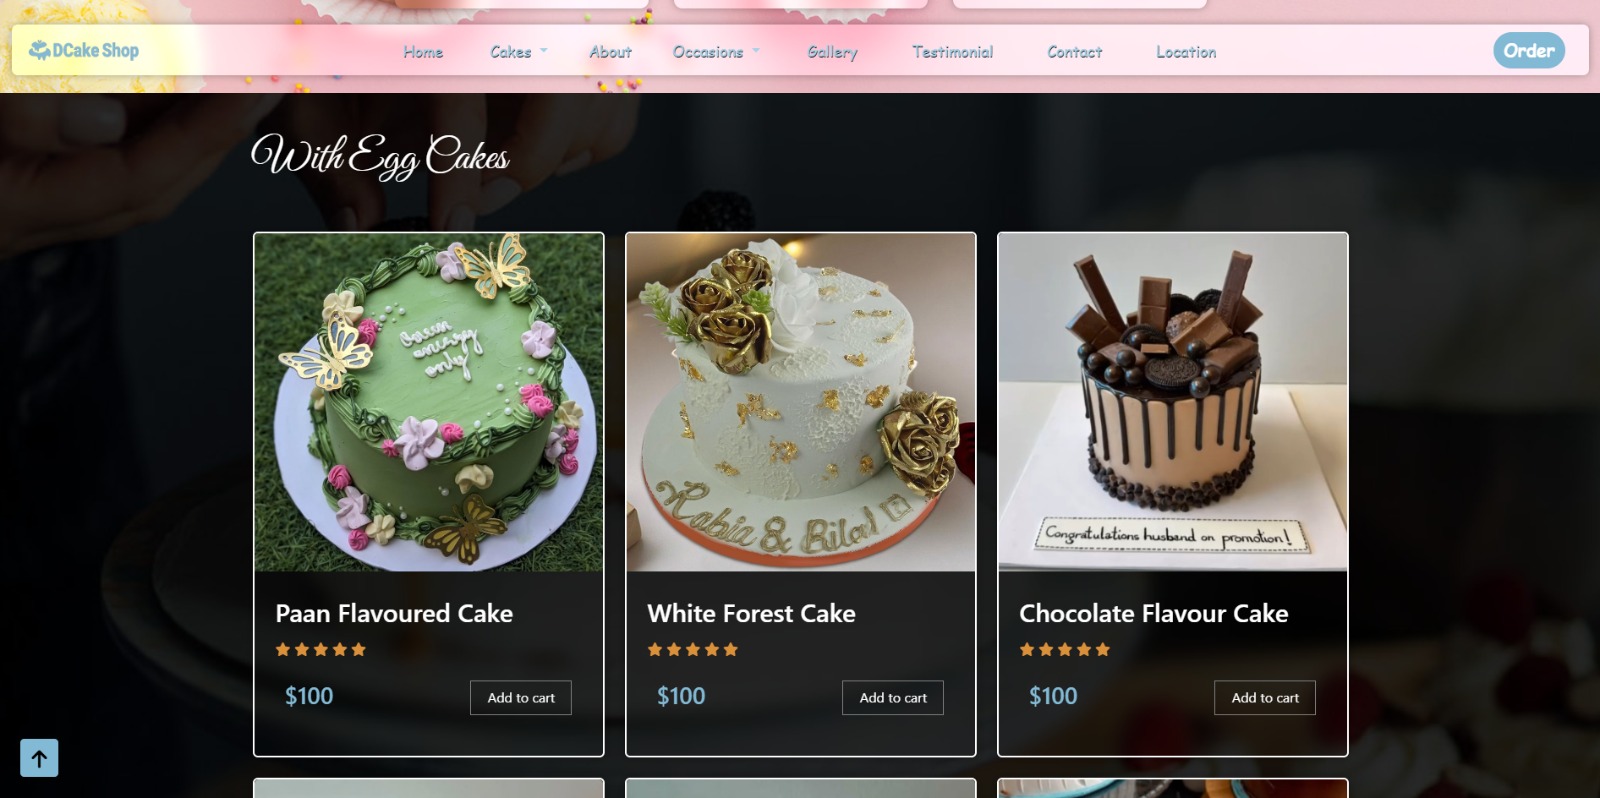 DCake Shop
Home Cakes About Occasions Gallery Testimonial Contact Location
Order
With Egg Cakes
Queen
energy
only
Rabia & Bilal
Congratulations husband on promotion!
Paan Flavoured Cake
White Forest Cake
Chocolate Flavour Cake
$100
Add to cart
$100
Add to cart
$100
Add to cart